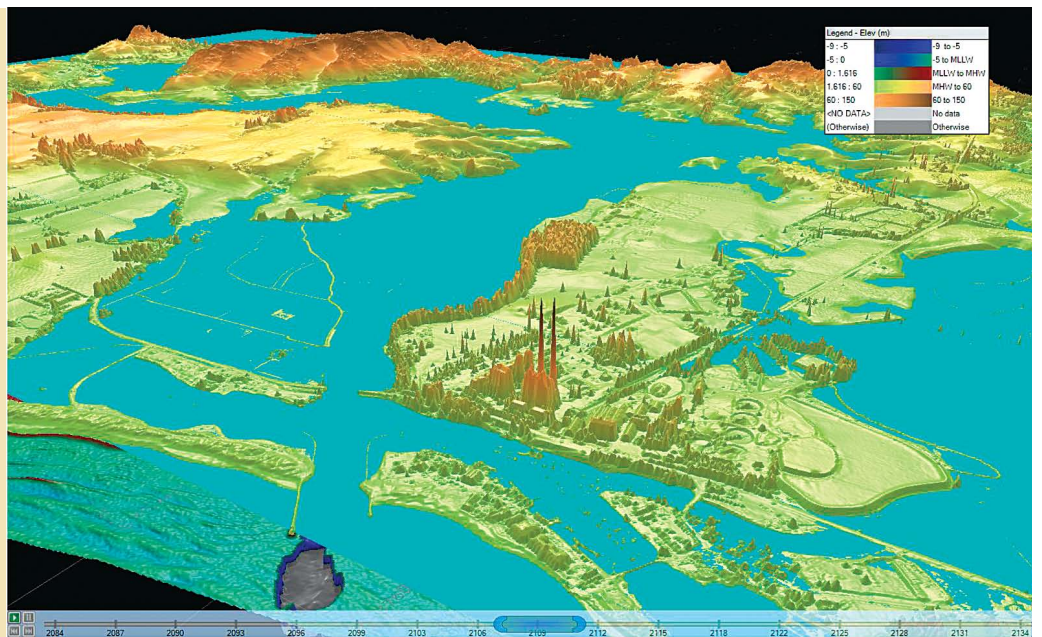 Legend - Elev (m)
-9 : -5 -9 to -5
-5 : 0 -5 to MLLW
0 : 1.616 MLLW to MHW
1.616 : 60 MHW to 60
60 : 150 60 to 150
<NO DATA> No data
(Otherwise) Otherwise
2084 2087 2090 2093 2096 2099 2103 2106 2109 2112 2115 2118 2122 2125 2128 2131 2134